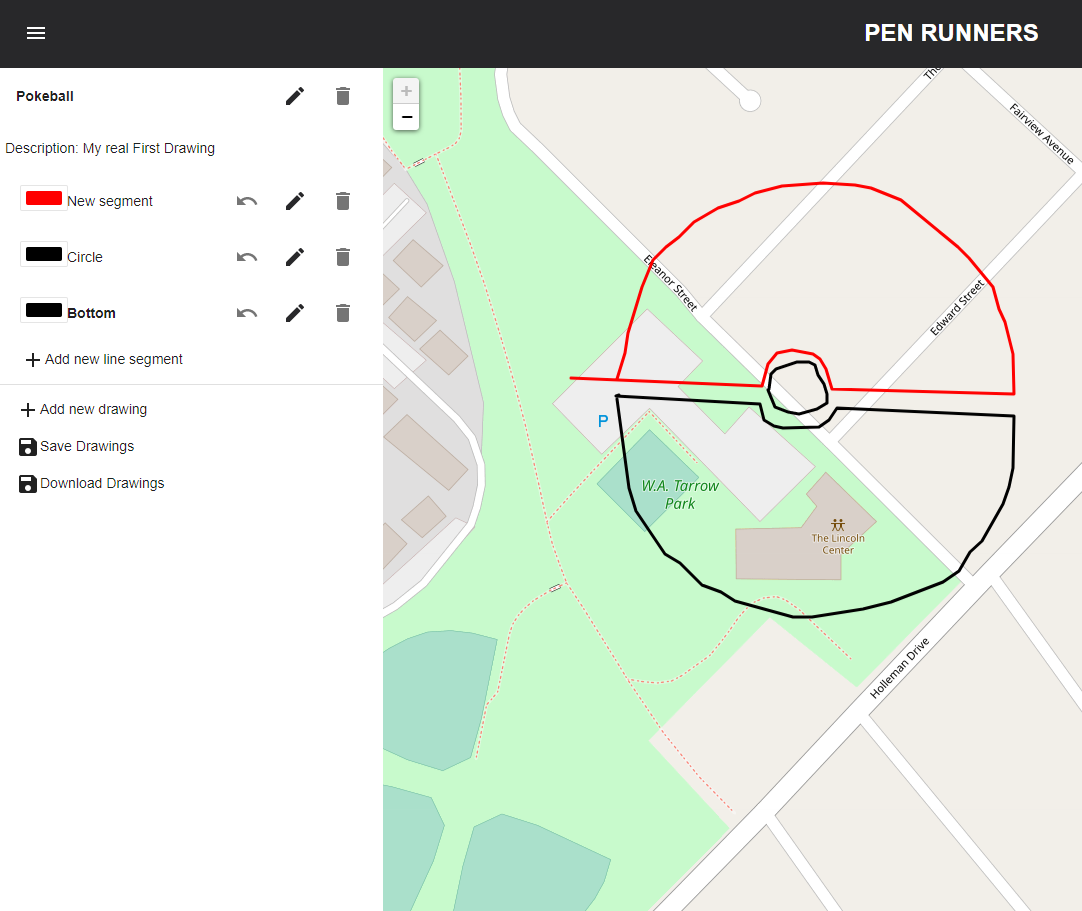 PEN RUNNERS
Pokeball
Description: My real First Drawing
New segment
Circle
Bottom
Add new line segment
Add new drawing
Save Drawings
Download Drawings
+
−
Fairview Avenue
Eleanor Street
Edward Street
P
W.A. Tarrow
Park
The Lincoln
Center
Holleman Drive